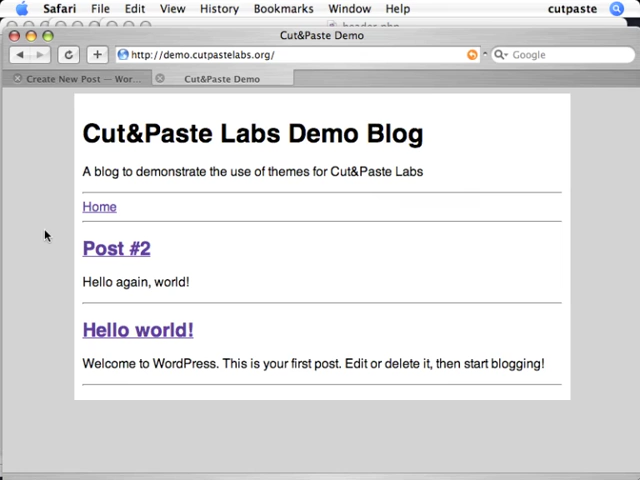 Safari File Edit View History Bookmarks Window Help cutpaste
header.php
Cut&Paste Demo
http://demo.cutpastelabs.org/
Google
Create New Post — Wor...
Cut&Paste Demo
Cut&Paste Labs Demo Blog
A blog to demonstrate the use of themes for Cut&Paste Labs
Home
Post #2
Hello again, world!
Hello world!
Welcome to WordPress. This is your first post. Edit or delete it, then start blogging!